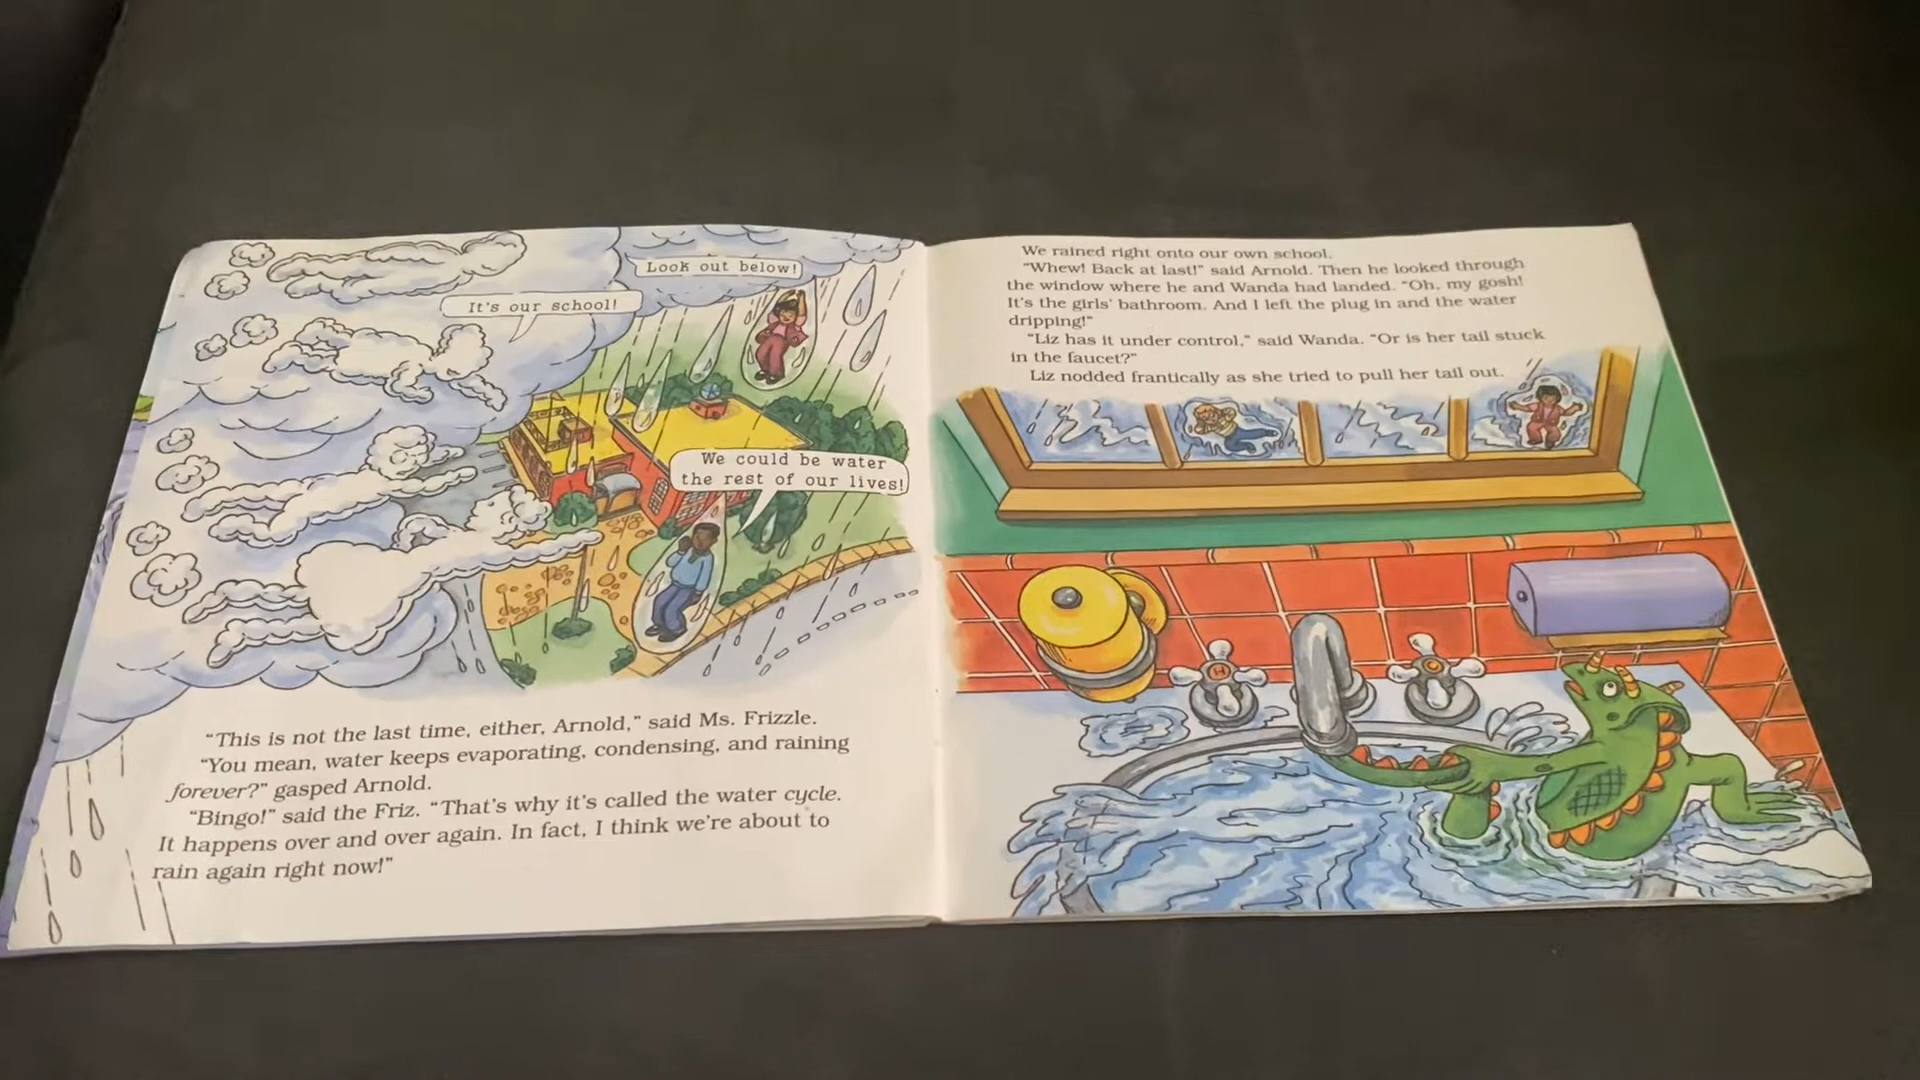 Look out below!
It's our school!
We could be water
the rest of our lives!
"This is not the last time, either, Arnold," said Ms. Frizzle.
"You mean, water keeps evaporating, condensing, and raining
forever?" gasped Arnold.
"Bingo!" said the Friz. "That's why it's called the water cycle.
It happens over and over again. In fact, I think we're about to
rain again right now!"
We rained right onto our own school.
"Whew! Back at last!" said Arnold. Then he looked through
the window where he and Wanda had landed. "Oh, my gosh!
It's the girls' bathroom. And I left the plug in and the water
dripping!"
"Liz has it under control," said Wanda. "Or is her tail stuck
in the faucet?"
Liz nodded frantically as she tried to pull her tail out.
H
C